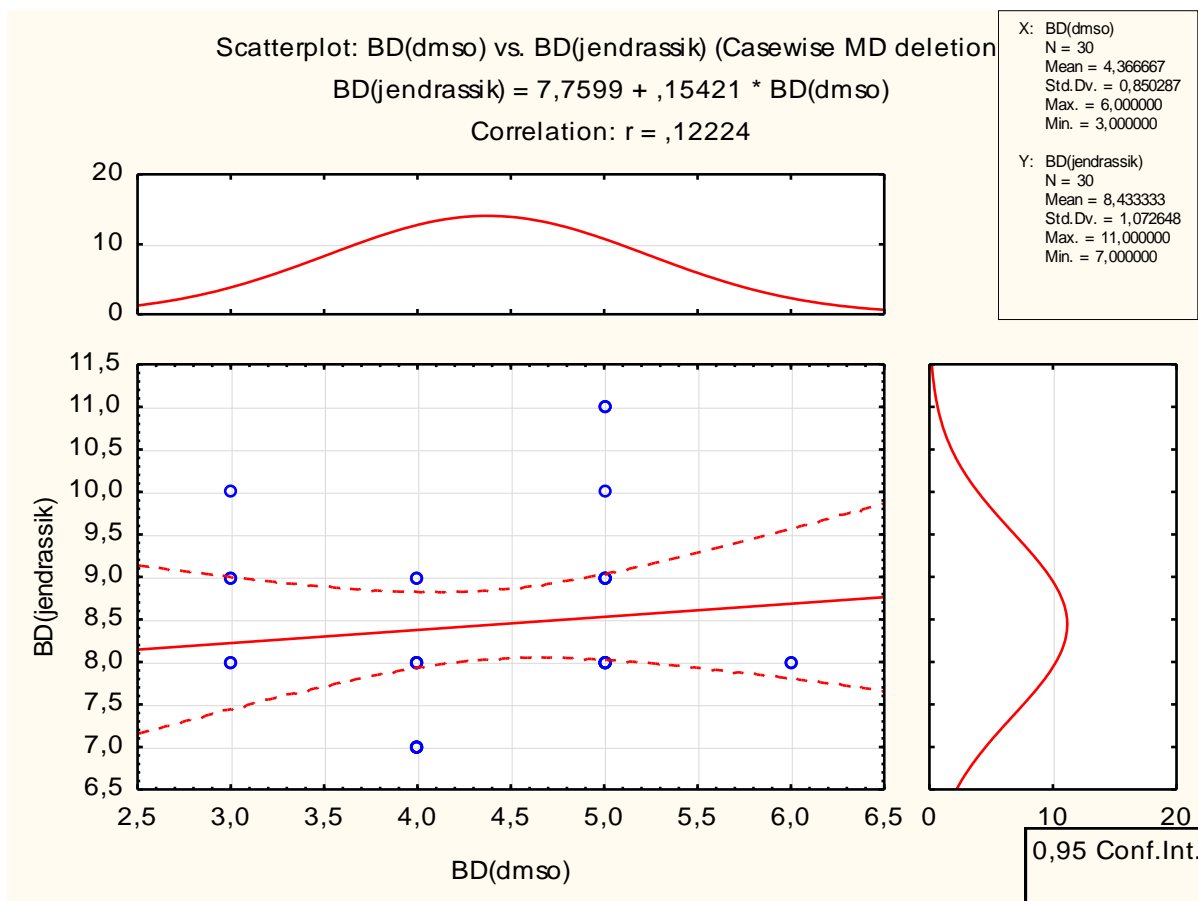 Scatterplot: BD(dmso) vs. BD(jendrassik) (Casewise MD deletion
BD(jendrassik) = 7,7599 + ,15421 * BD(dmso)
Correlation: r = ,12224
X: BD(dmso)
N = 30
Mean = 4,366667
Std.Dv. = 0,850287
Max. = 6,000000
Min. = 3,000000
Y: BD(jendrassik)
N = 30
Mean = 8,433333
Std.Dv. = 1,072648
Max. = 11,000000
Min. = 7,000000
20
10
0
11,5
11,0
10,5
10,0
9,5
9,0
8,5
8,0
7,5
7,0
6,5
BD(jendrassik)
2,5 3,0 3,5 4,0 4,5 5,0 5,5 6,0 6,5
BD(dmso)
0 10 20
0,95 Conf.Int.